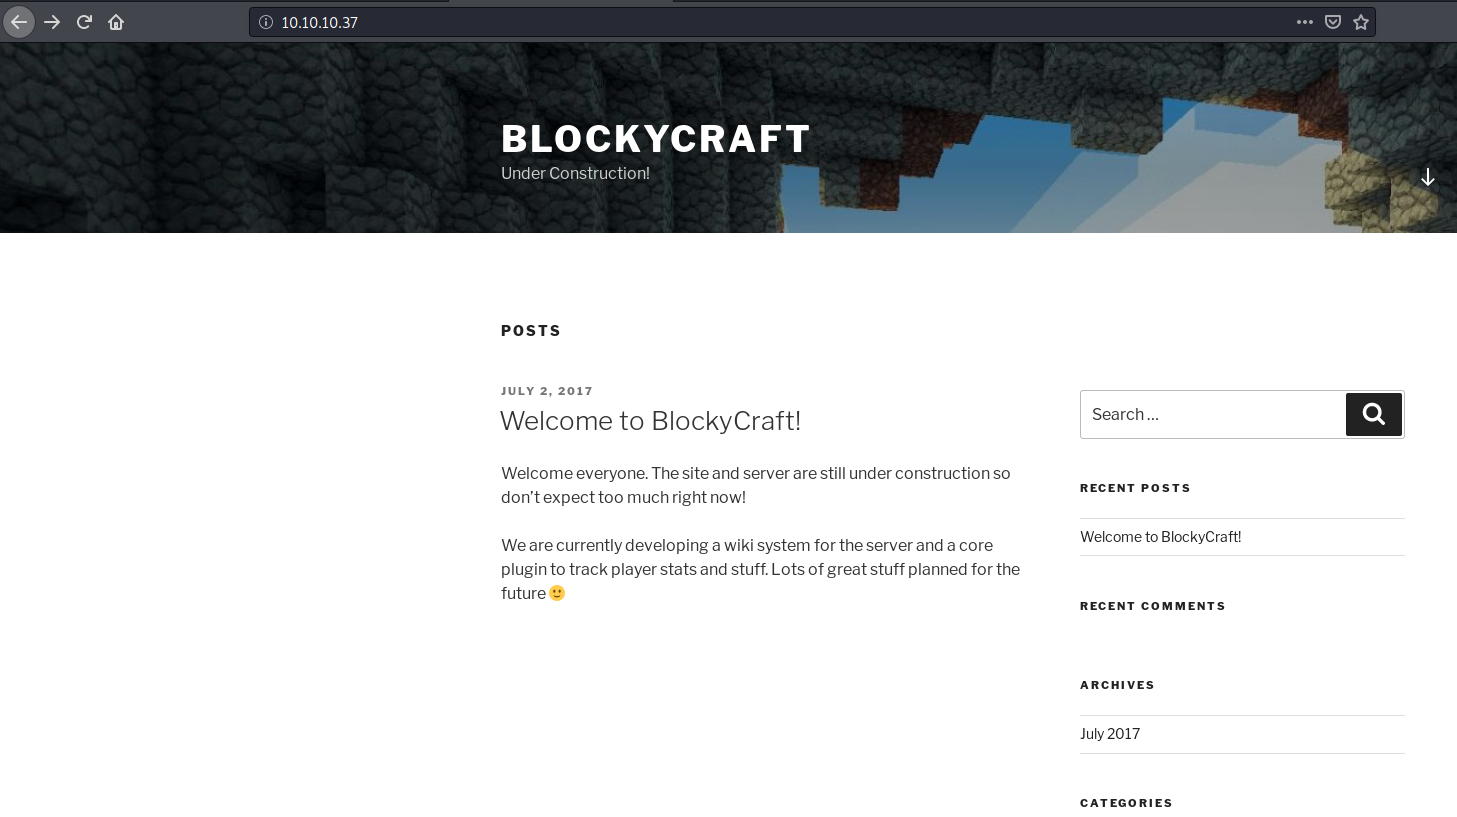 10.10.10.37
BLOCKYCRAFT
Under Construction!
POSTS
JULY 2, 2017
Welcome to BlockyCraft!
Welcome everyone. The site and server are still under construction so
don’t expect too much right now!
We are currently developing a wiki system for the server and a core
plugin to track player stats and stuff. Lots of great stuff planned for the
future 🙂
Search …
RECENT POSTS
Welcome to BlockyCraft!
RECENT COMMENTS
ARCHIVES
July 2017
CATEGORIES